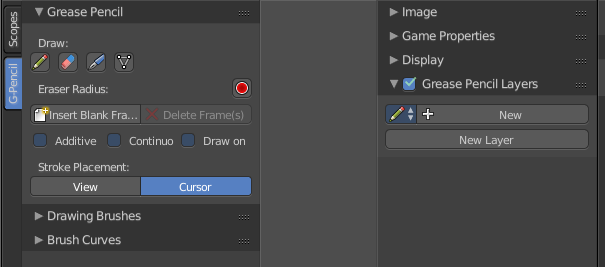 Scopes
G-Pencil
Grease Pencil
Draw:
Eraser Radius:
Insert Blank Fra... Delete Frame(s)
Additive Continuo Draw on
Stroke Placement:
View Cursor
Drawing Brushes
Brush Curves
Image
Game Properties
Display
Grease Pencil Layers
New
New Layer